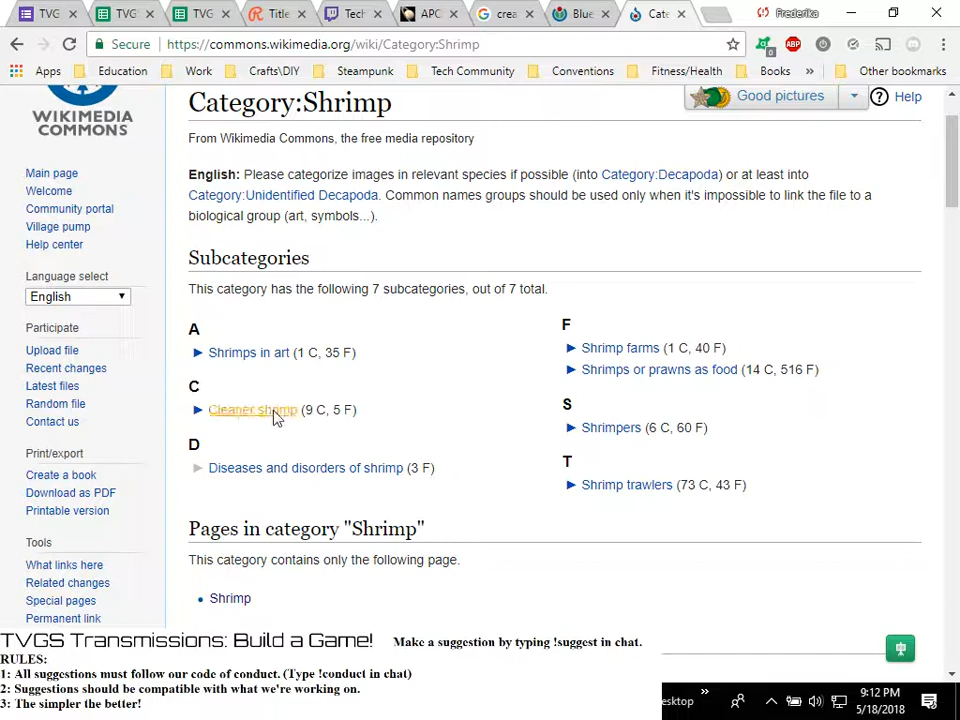 TVG
TVG
TVG
Title
Tech
APC
crea
Blue
Cate
Frederika
Secure
https://commons.wikimedia.org/wiki/Category:Shrimp
ABP
0
Apps
Education
Work
Crafts\DIY
Steampunk
Tech Community
Conventions
Fitness/Health
Books
»
Other bookmarks
WIKIMEDIA
COMMONS
Main page
Welcome
Community portal
Village pump
Help center
Language select
English
Participate
Upload file
Recent changes
Latest files
Random file
Contact us
Print/export
Create a book
Download as PDF
Printable version
Tools
What links here
Related changes
Special pages
Permanent link
Category:Shrimp
Good pictures
Help
From Wikimedia Commons, the free media repository
English: Please categorize images in relevant species if possible (into Category:Decapoda) or at least into
Category:Unidentified Decapoda. Common names groups should be used only when it's impossible to link the file to a
biological group (art, symbols...).
Subcategories
This category has the following 7 subcategories, out of 7 total.
A
Shrimps in art (1 C, 35 F)
C
Cleaner shrimp (9 C, 5 F)
D
Diseases and disorders of shrimp (3 F)
F
Shrimp farms (1 C, 40 F)
Shrimps or prawns as food (14 C, 516 F)
S
Shrimpers (6 C, 60 F)
T
Shrimp trawlers (73 C, 43 F)
Pages in category "Shrimp"
This category contains only the following page.
Shrimp
TVGS Transmissions: Build a Game!
Make a suggestion by typing !suggest in chat.
RULES:
1: All suggestions must follow our code of conduct. (Type !conduct in chat)
2: Suggestions should be compatible with what we're working on.
3: The simpler the better!
esktop
»
9:12 PM
5/18/2018